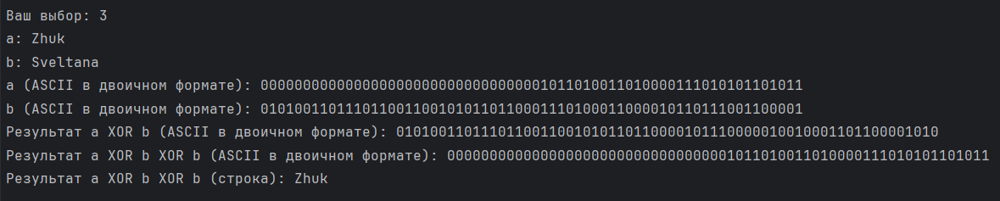 Ваш выбор: 3
a: Zhuk
b: Sveltana
a (ASCII в двоичном формате): 0000000000000000000000000000000001011010011010000111010101101011
b (ASCII в двоичном формате): 0101001101110110011001010110110001110100011000010110111001100001
Результат a XOR b (ASCII в двоичном формате): 0101001101110110011001010110110000101110000010010001101100001010
Результат a XOR b XOR b (ASCII в двоичном формате): 0000000000000000000000000000000001011010011010000111010101101011
Результат a XOR b XOR b (строка): Zhuk